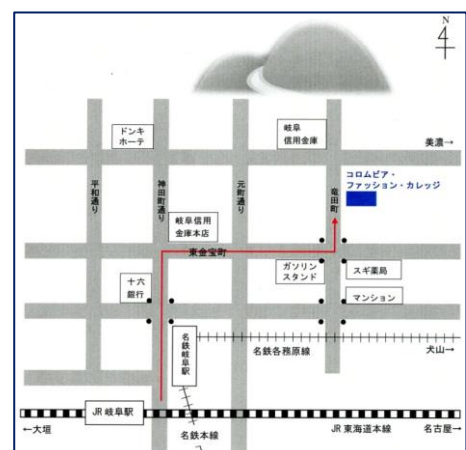 N
ドンキ
ホーテ
岐阜
信用金庫
美濃→
平和通り
神田町通り
元町通り
竜田町
コロムビア・
ファッション・カレッジ
岐阜信用
金庫本店
東金宝町
ガソリン
スタンド
スギ薬局
十六
銀行
マンション
名鉄岐阜駅
名鉄各務原線
犬山→
JR岐阜駅
←大垣
名鉄本線
JR東海道本線
名古屋→